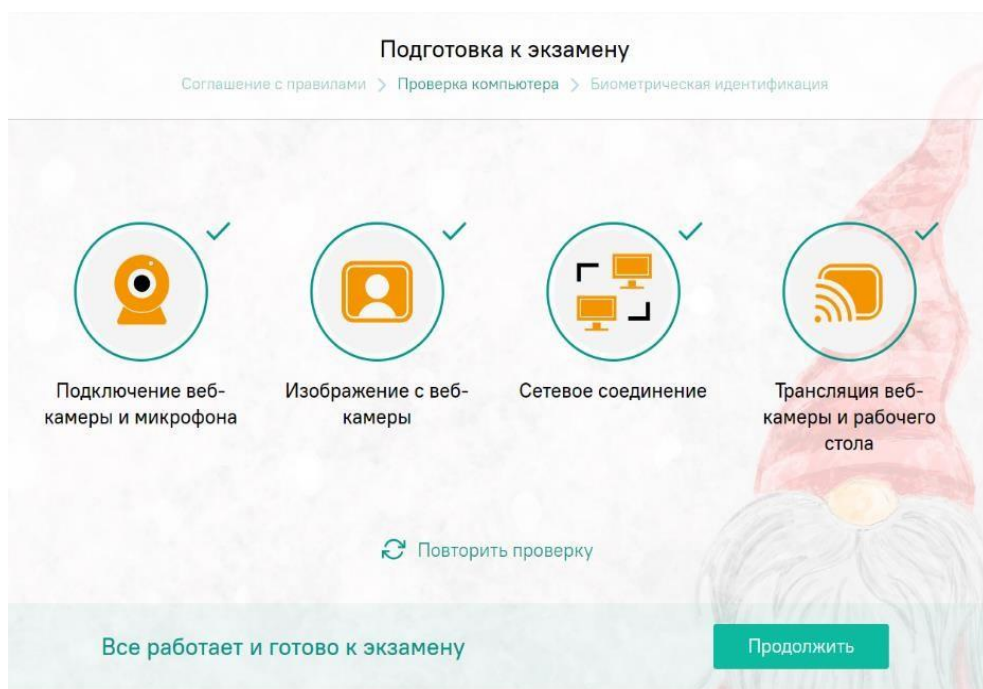 Подготовка к экзамену
Соглашение с правилами > Проверка компьютера > Биометрическая идентификация
Подключение веб-
камеры и микрофона
Изображение с веб-
камеры
Сетевое соединение
Трансляция веб-
камеры и рабочего
стола
Повторить проверку
Все работает и готово к экзамену
Продолжить